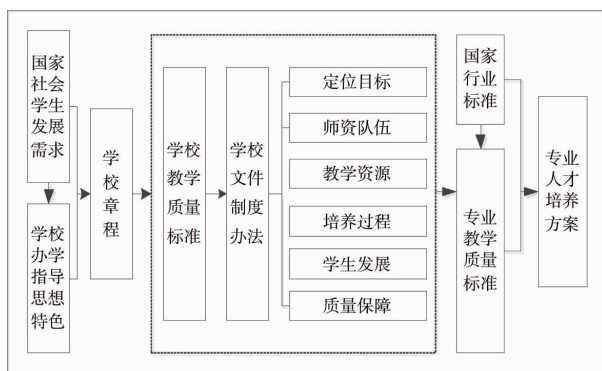 国家
社会
学生
发展
需求
学校
办学
指导
思想
特色
学
校
章
程
学校
教学
质量
标准
学校
文件
制度
办法
定位目标
师资队伍
教学资源
培养过程
学生发展
质量保障
国家
行业
标准
专业
教学
质量
标准
专业
人才
培养
方案